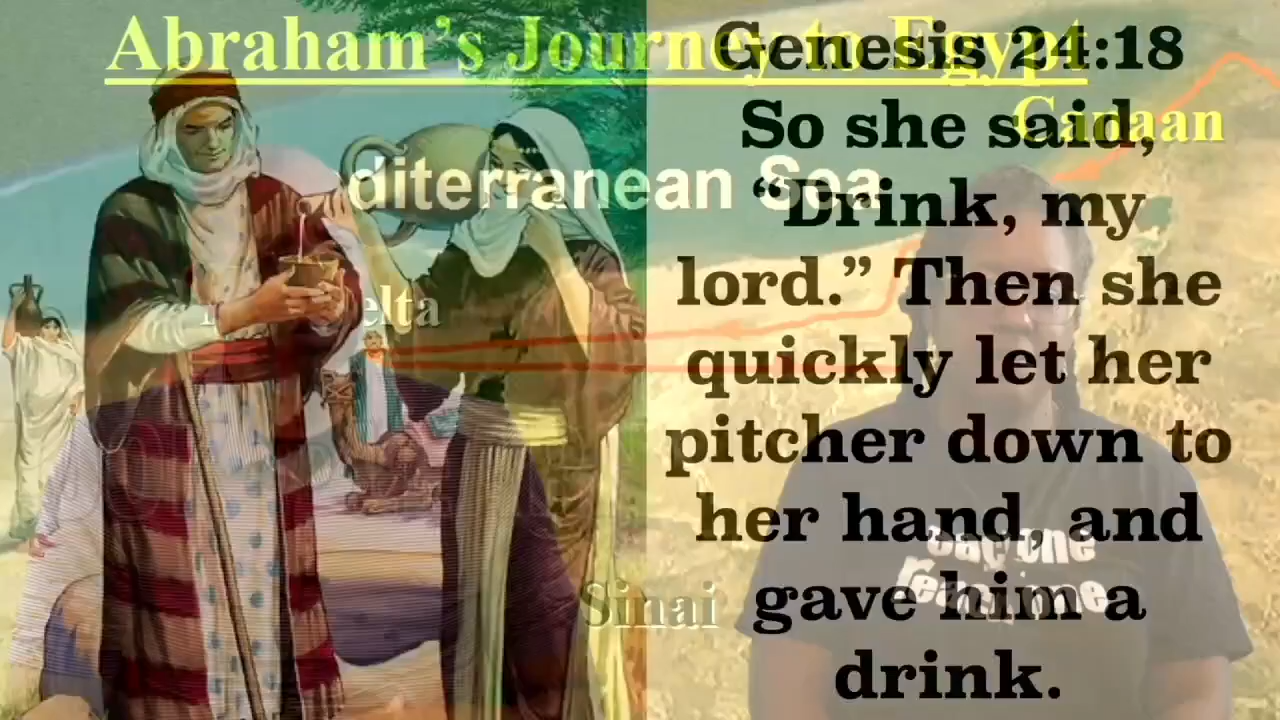 Abraham's Journey to Egypt
Genesis 24:18
So she said,
“Drink, my
lord.” Then she
quickly let her
pitcher down to
her hand, and
gave him a
drink.
Canaan
diterranean Sea
elta
Sinai